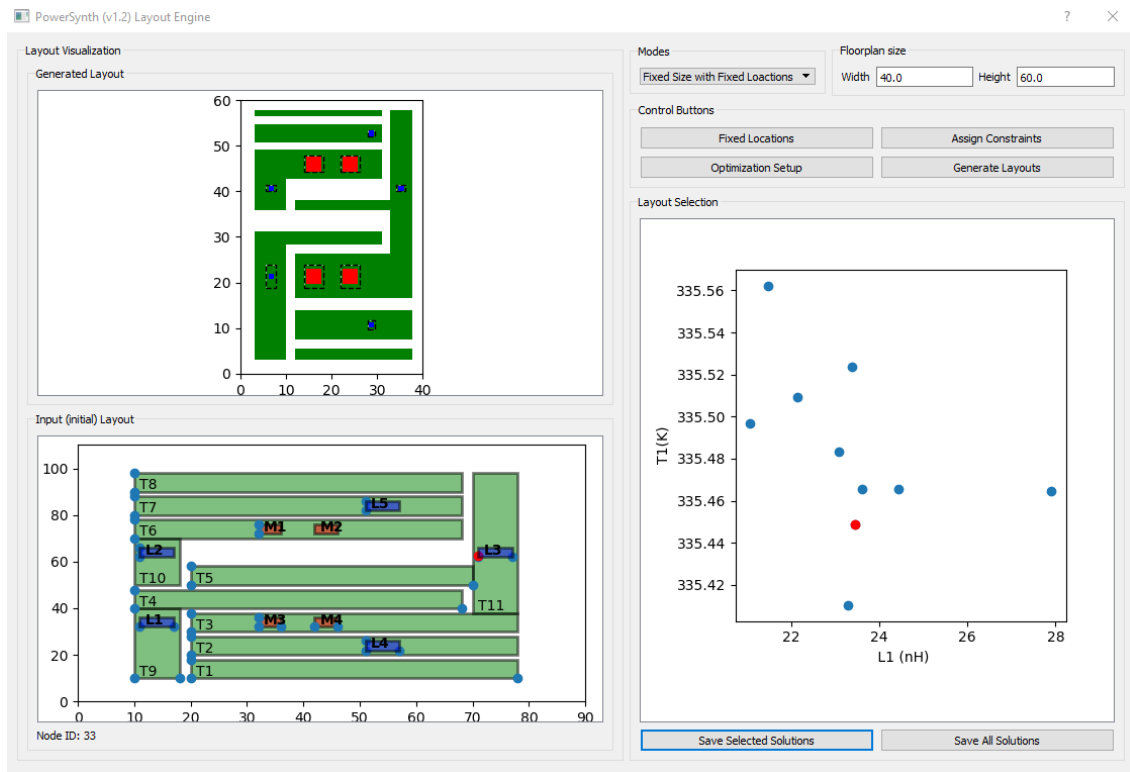 PowerSynth (v1.2) Layout Engine
? ×
Layout Visualization
Generated Layout
60
50
40
30
20
10
0
0 10 20 30 40
Input (initial) Layout
100
80
60
40
20
0
T8
T7
L5
T6
M1
M2
L2
L3
T10
T5
T4
T11
L1
T3
M3
M4
T2
L4
T9
T1
0 10 20 30 40 50 60 70 80 90
Node ID: 33
Modes
Fixed Size with Fixed Loactions
Floorplan size
Width 40.0 Height 60.0
Control Buttons
Fixed Locations Assign Constraints
Optimization Setup Generate Layouts
Layout Selection
335.56
335.54
335.52
335.50
335.48
335.46
335.44
335.42
T1(K)
22 24 26 28
L1 (nH)
Save Selected Solutions Save All Solutions